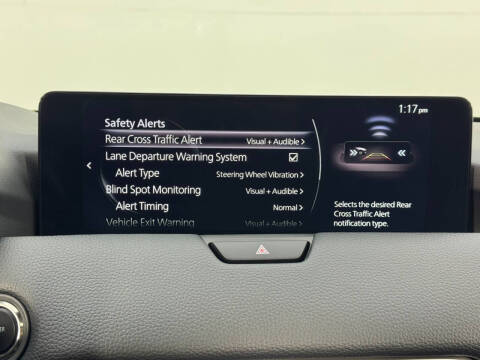 1:17pm
Safety Alerts
Rear Cross Traffic Alert Visual + Audible >
Lane Departure Warning System
Alert Type Steering Wheel Vibration >
Blind Spot Monitoring Visual + Audible >
Alert Timing Normal >
Vehicle Exit Warning Visual + Audible >
Selects the desired Rear
Cross Traffic Alert
notification type.